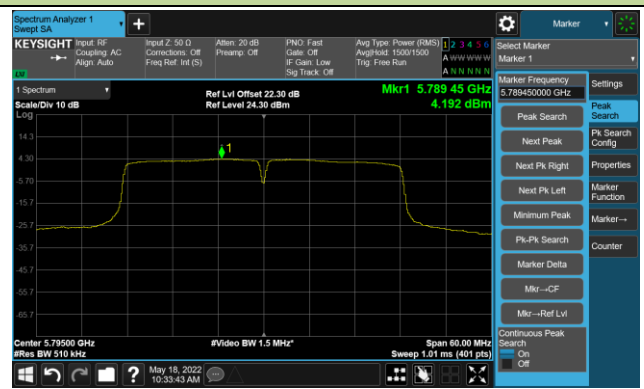 Spectrum Analyzer 1
Swept SA
Marker
KEYSIGHT
Input: RF
Coupling: AC
Align: Auto
Input Z: 50 Ω
Corrections: Off
Freq Ref: Int (S)
Atten: 20 dB
Preamp: Off
PNO: Fast
Gate: Off
IF Gain: Low
Sig Track: Off
Avg Type: Power (RMS)
Avg|Hold: 1500/1500
Trig: Free Run
1 2 3 4 5 6
A W W W W W
A N N N N N
Select Marker
Marker 1
1 Spectrum
Scale/Div 10 dB
Log
Ref Lvl Offset 22.30 dB
Ref Level 24.30 dBm
Mkr1 5.789 45 GHz
4.192 dBm
14.3
4.30
-5.70
-15.7
-25.7
-35.7
-45.7
-55.7
-65.7
1
Center 5.79500 GHz
#Res BW 510 kHz
#Video BW 1.5 MHz*
Span 60.00 MHz
Sweep 1.01 ms (401 pts)
Marker Frequency
5.789450000 GHz
Peak Search
Next Peak
Next Pk Right
Next Pk Left
Minimum Peak
Pk-Pk Search
Marker Delta
Mkr→CF
Mkr→Ref Lvl
Continuous Peak
Search
On
Off
Settings
Peak
Search
Pk Search
Config
Properties
Marker
Function
Marker→
Counter
May 18, 2022
10:33:43 AM